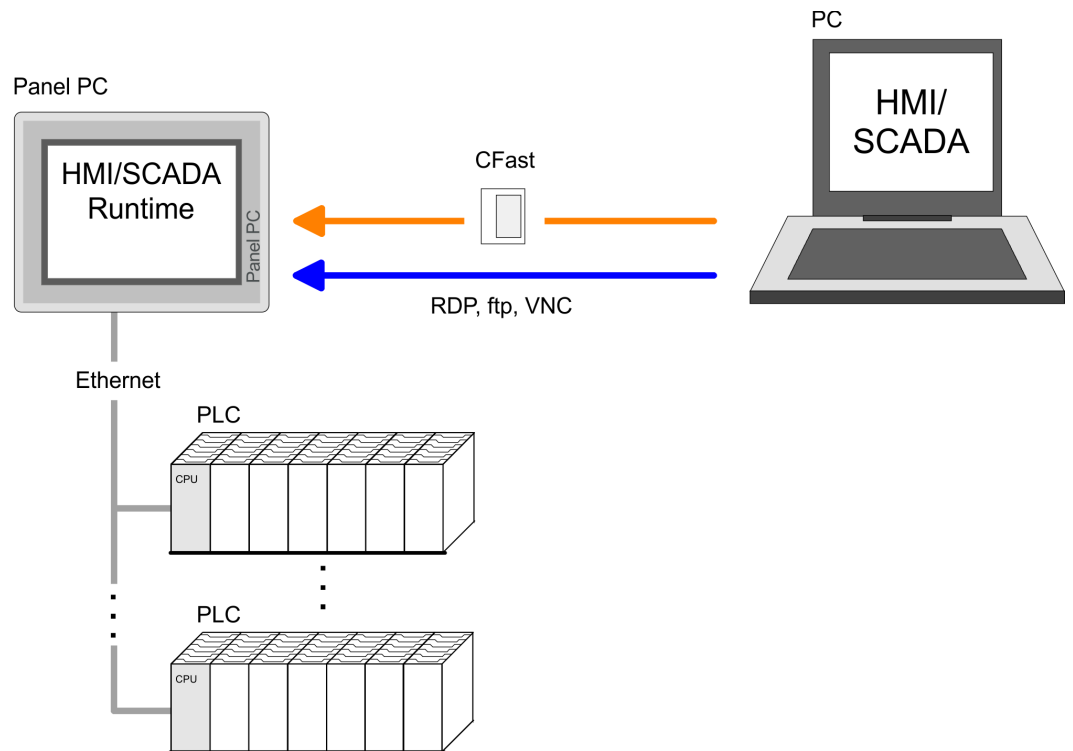 PC
Panel PC
HMI/SCADA
Runtime
Panel PC
CFast
HMI/
SCADA
RDP, ftp, VNC
Ethernet
PLC
CPU
PLC
CPU